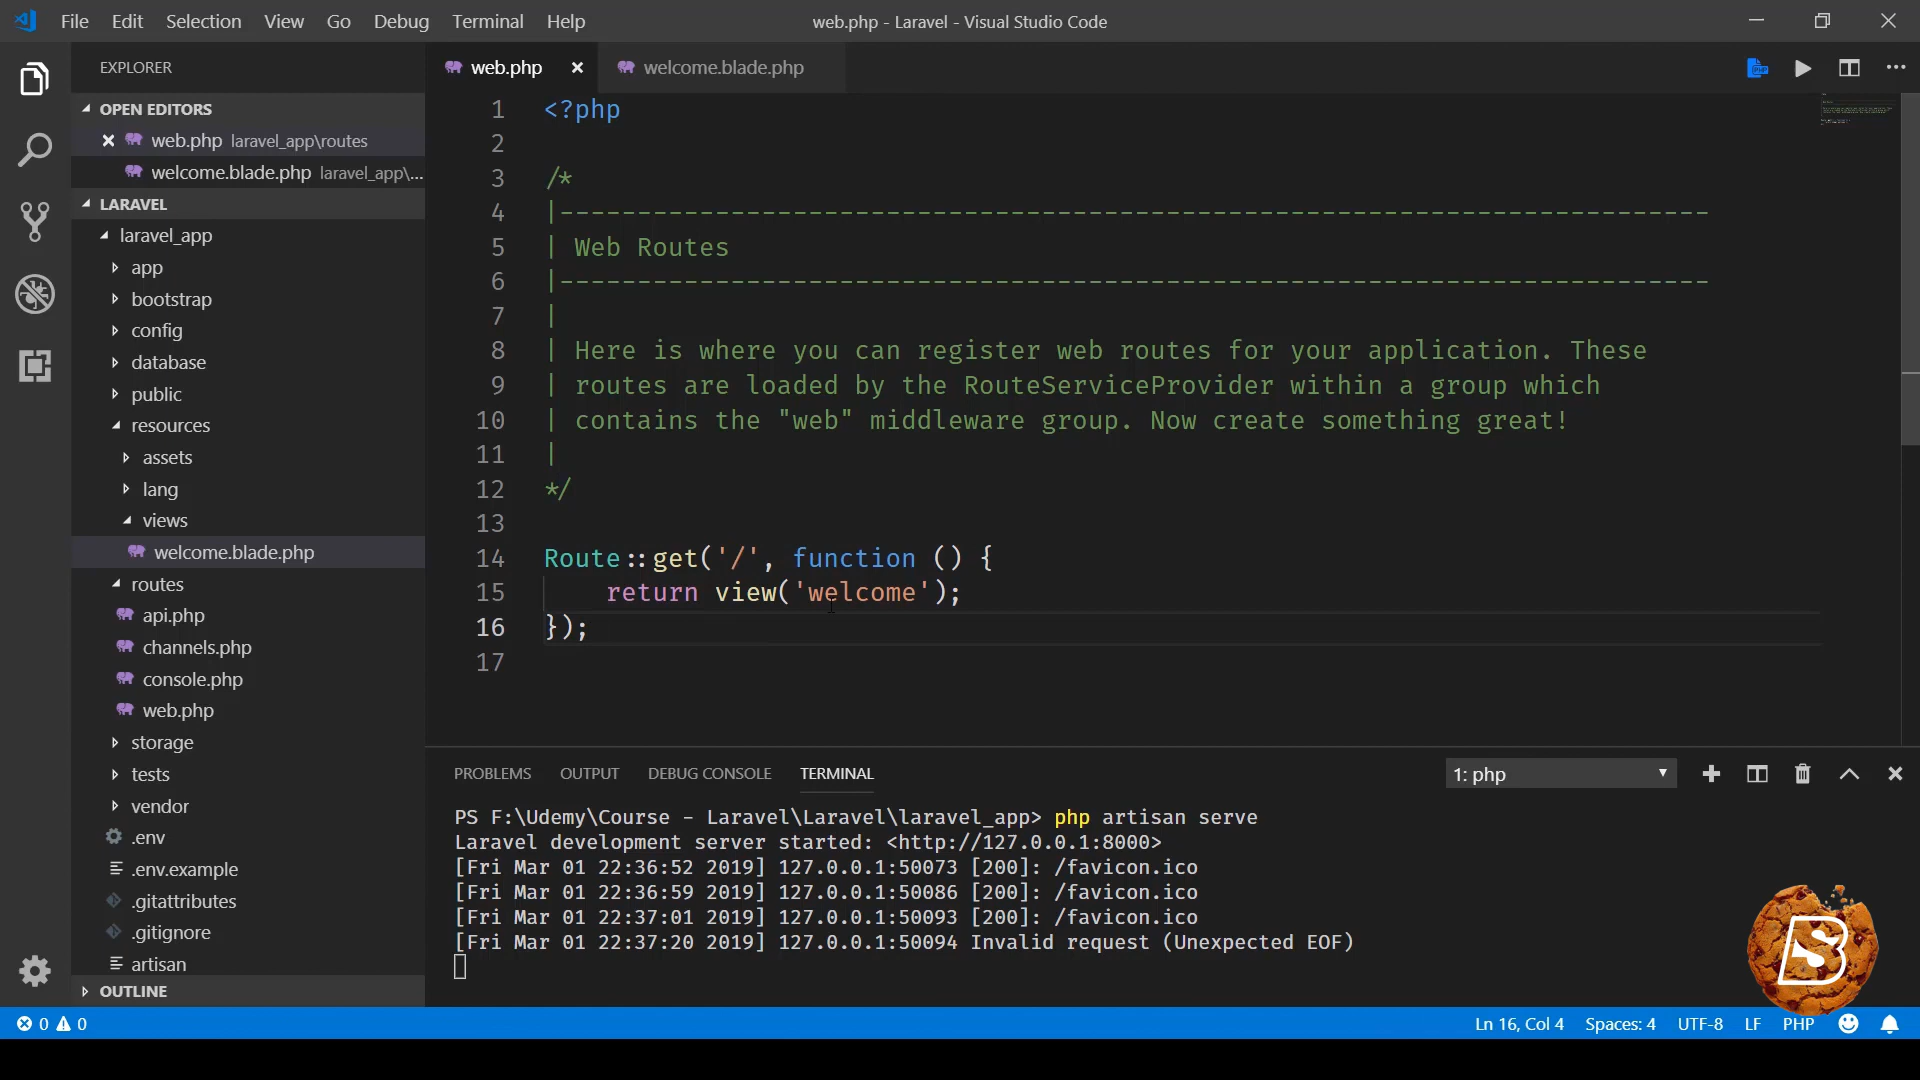 File Edit Selection View Go Debug Terminal Help
web.php - Laravel - Visual Studio Code
EXPLORER
OPEN EDITORS
web.php laravel_app\routes
welcome.blade.php laravel_app\...
LARAVEL
laravel_app
app
bootstrap
config
database
public
resources
assets
lang
views
welcome.blade.php
routes
api.php
channels.php
console.php
web.php
storage
tests
vendor
.env
.env.example
.gitattributes
.gitignore
artisan
OUTLINE
web.php
welcome.blade.php
1 <?php
2
3 /*
4 |--------------------------------------------------------------------------
5 | Web Routes
6 |--------------------------------------------------------------------------
7 |
8 | Here is where you can register web routes for your application. These
9 | routes are loaded by the RouteServiceProvider within a group which
10 | contains the "web" middleware group. Now create something great!
11 |
12 */
13
14 Route::get('/', function () {
15 return view('welcome');
16 });
17
PROBLEMS OUTPUT DEBUG CONSOLE TERMINAL
1: php
PS F:\Udemy\Course - Laravel\Laravel\laravel_app> php artisan serve
Laravel development server started: <http://127.0.0.1:8000>
[Fri Mar 01 22:36:52 2019] 127.0.0.1:50073 [200]: /favicon.ico
[Fri Mar 01 22:36:59 2019] 127.0.0.1:50086 [200]: /favicon.ico
[Fri Mar 01 22:37:01 2019] 127.0.0.1:50093 [200]: /favicon.ico
[Fri Mar 01 22:37:20 2019] 127.0.0.1:50094 Invalid request (Unexpected EOF)
0 0
Ln 16, Col 4 Spaces: 4 UTF-8 LF PHP